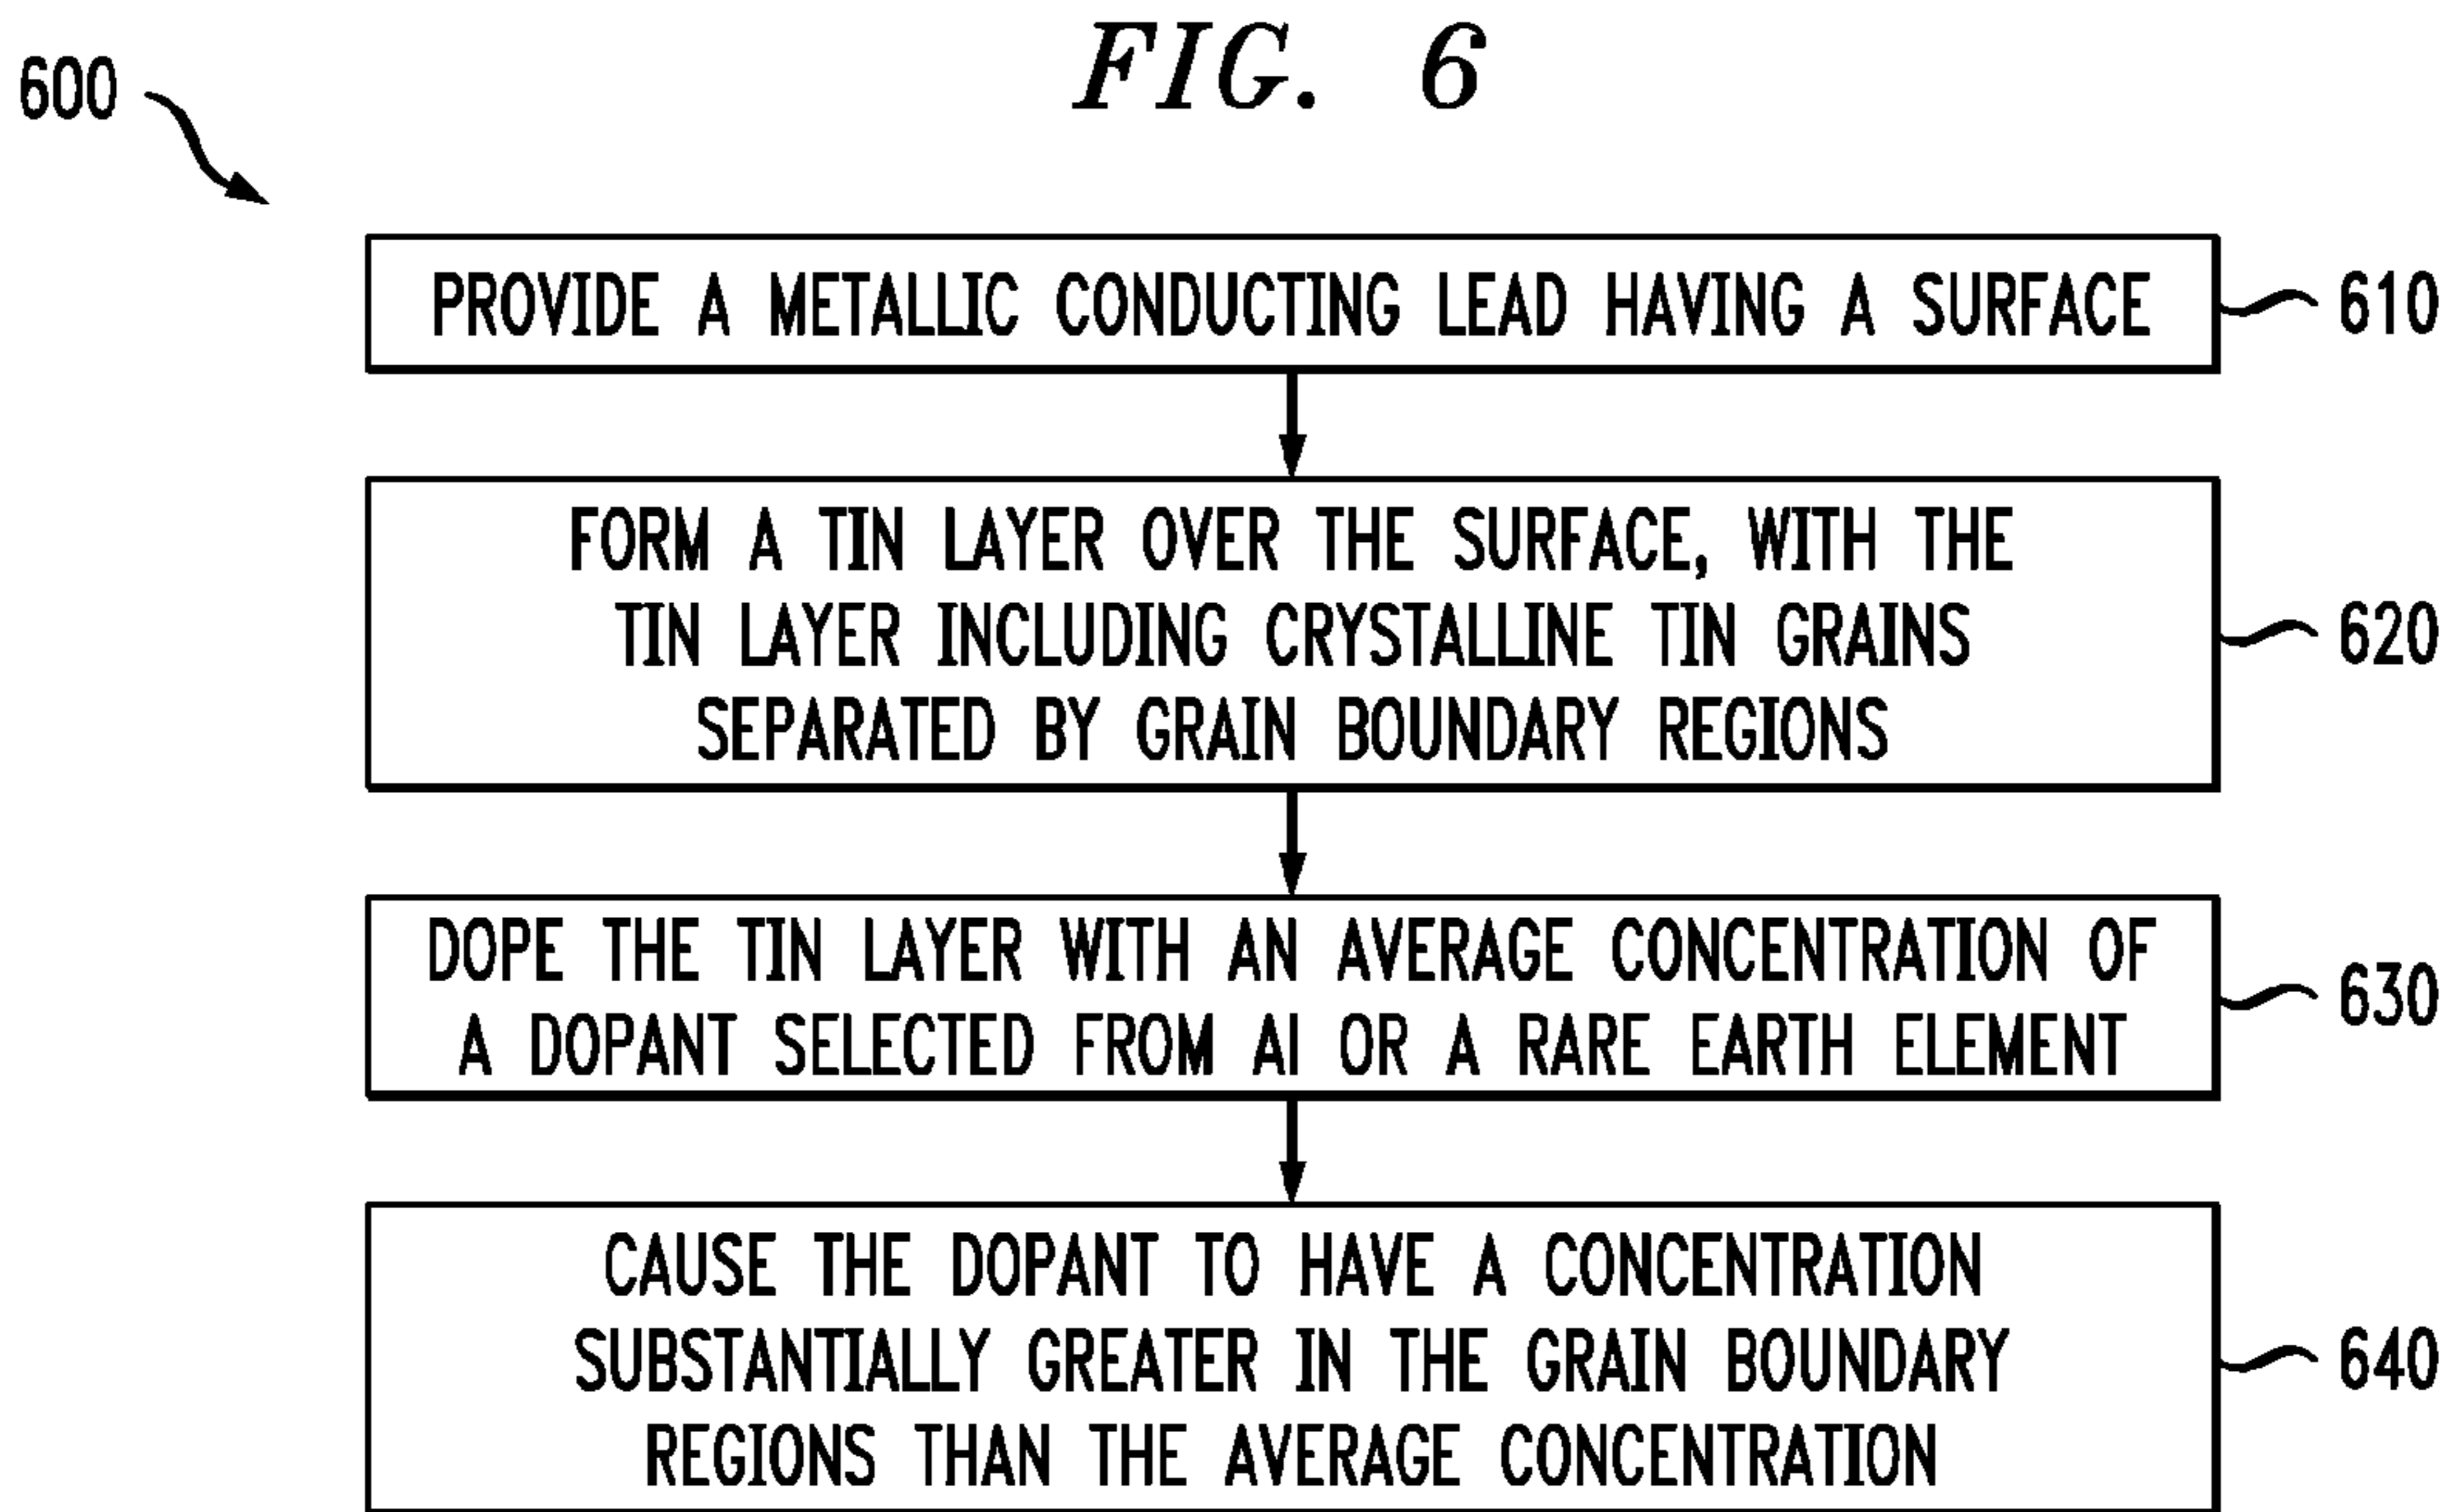 FIG. 6
600
PROVIDE A METALLIC CONDUCTING LEAD HAVING A SURFACE
610
FORM A TIN LAYER OVER THE SURFACE, WITH THE
TIN LAYER INCLUDING CRYSTALLINE TIN GRAINS
SEPARATED BY GRAIN BOUNDARY REGIONS
620
DOPE THE TIN LAYER WITH AN AVERAGE CONCENTRATION OF
A DOPANT SELECTED FROM Al OR A RARE EARTH ELEMENT
630
CAUSE THE DOPANT TO HAVE A CONCENTRATION
SUBSTANTIALLY GREATER IN THE GRAIN BOUNDARY
REGIONS THAN THE AVERAGE CONCENTRATION
640